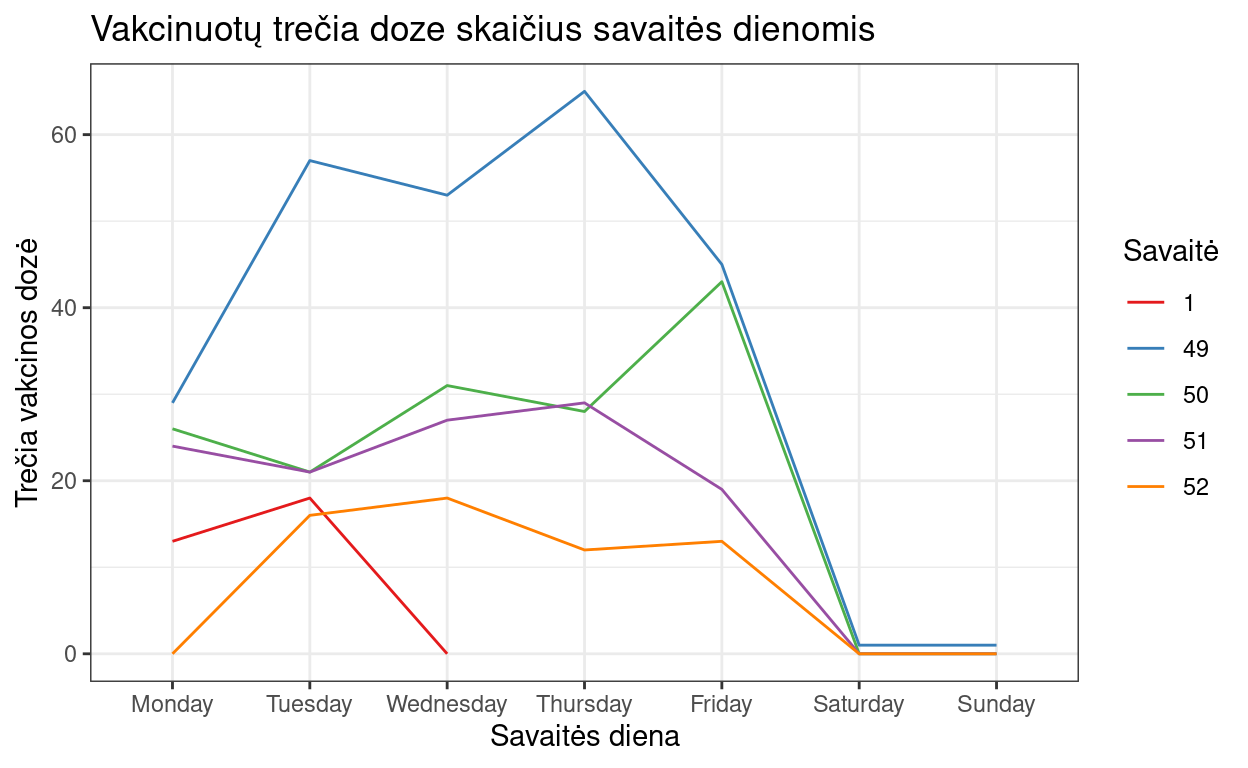 Vakcinuotų trečia doze skaičius savaitės dienomis
Trečia vakcinos dozė
60
40
20
0
Monday Tuesday Wednesday Thursday Friday Saturday Sunday
Savaitės diena
Savaitė
1
49
50
51
52